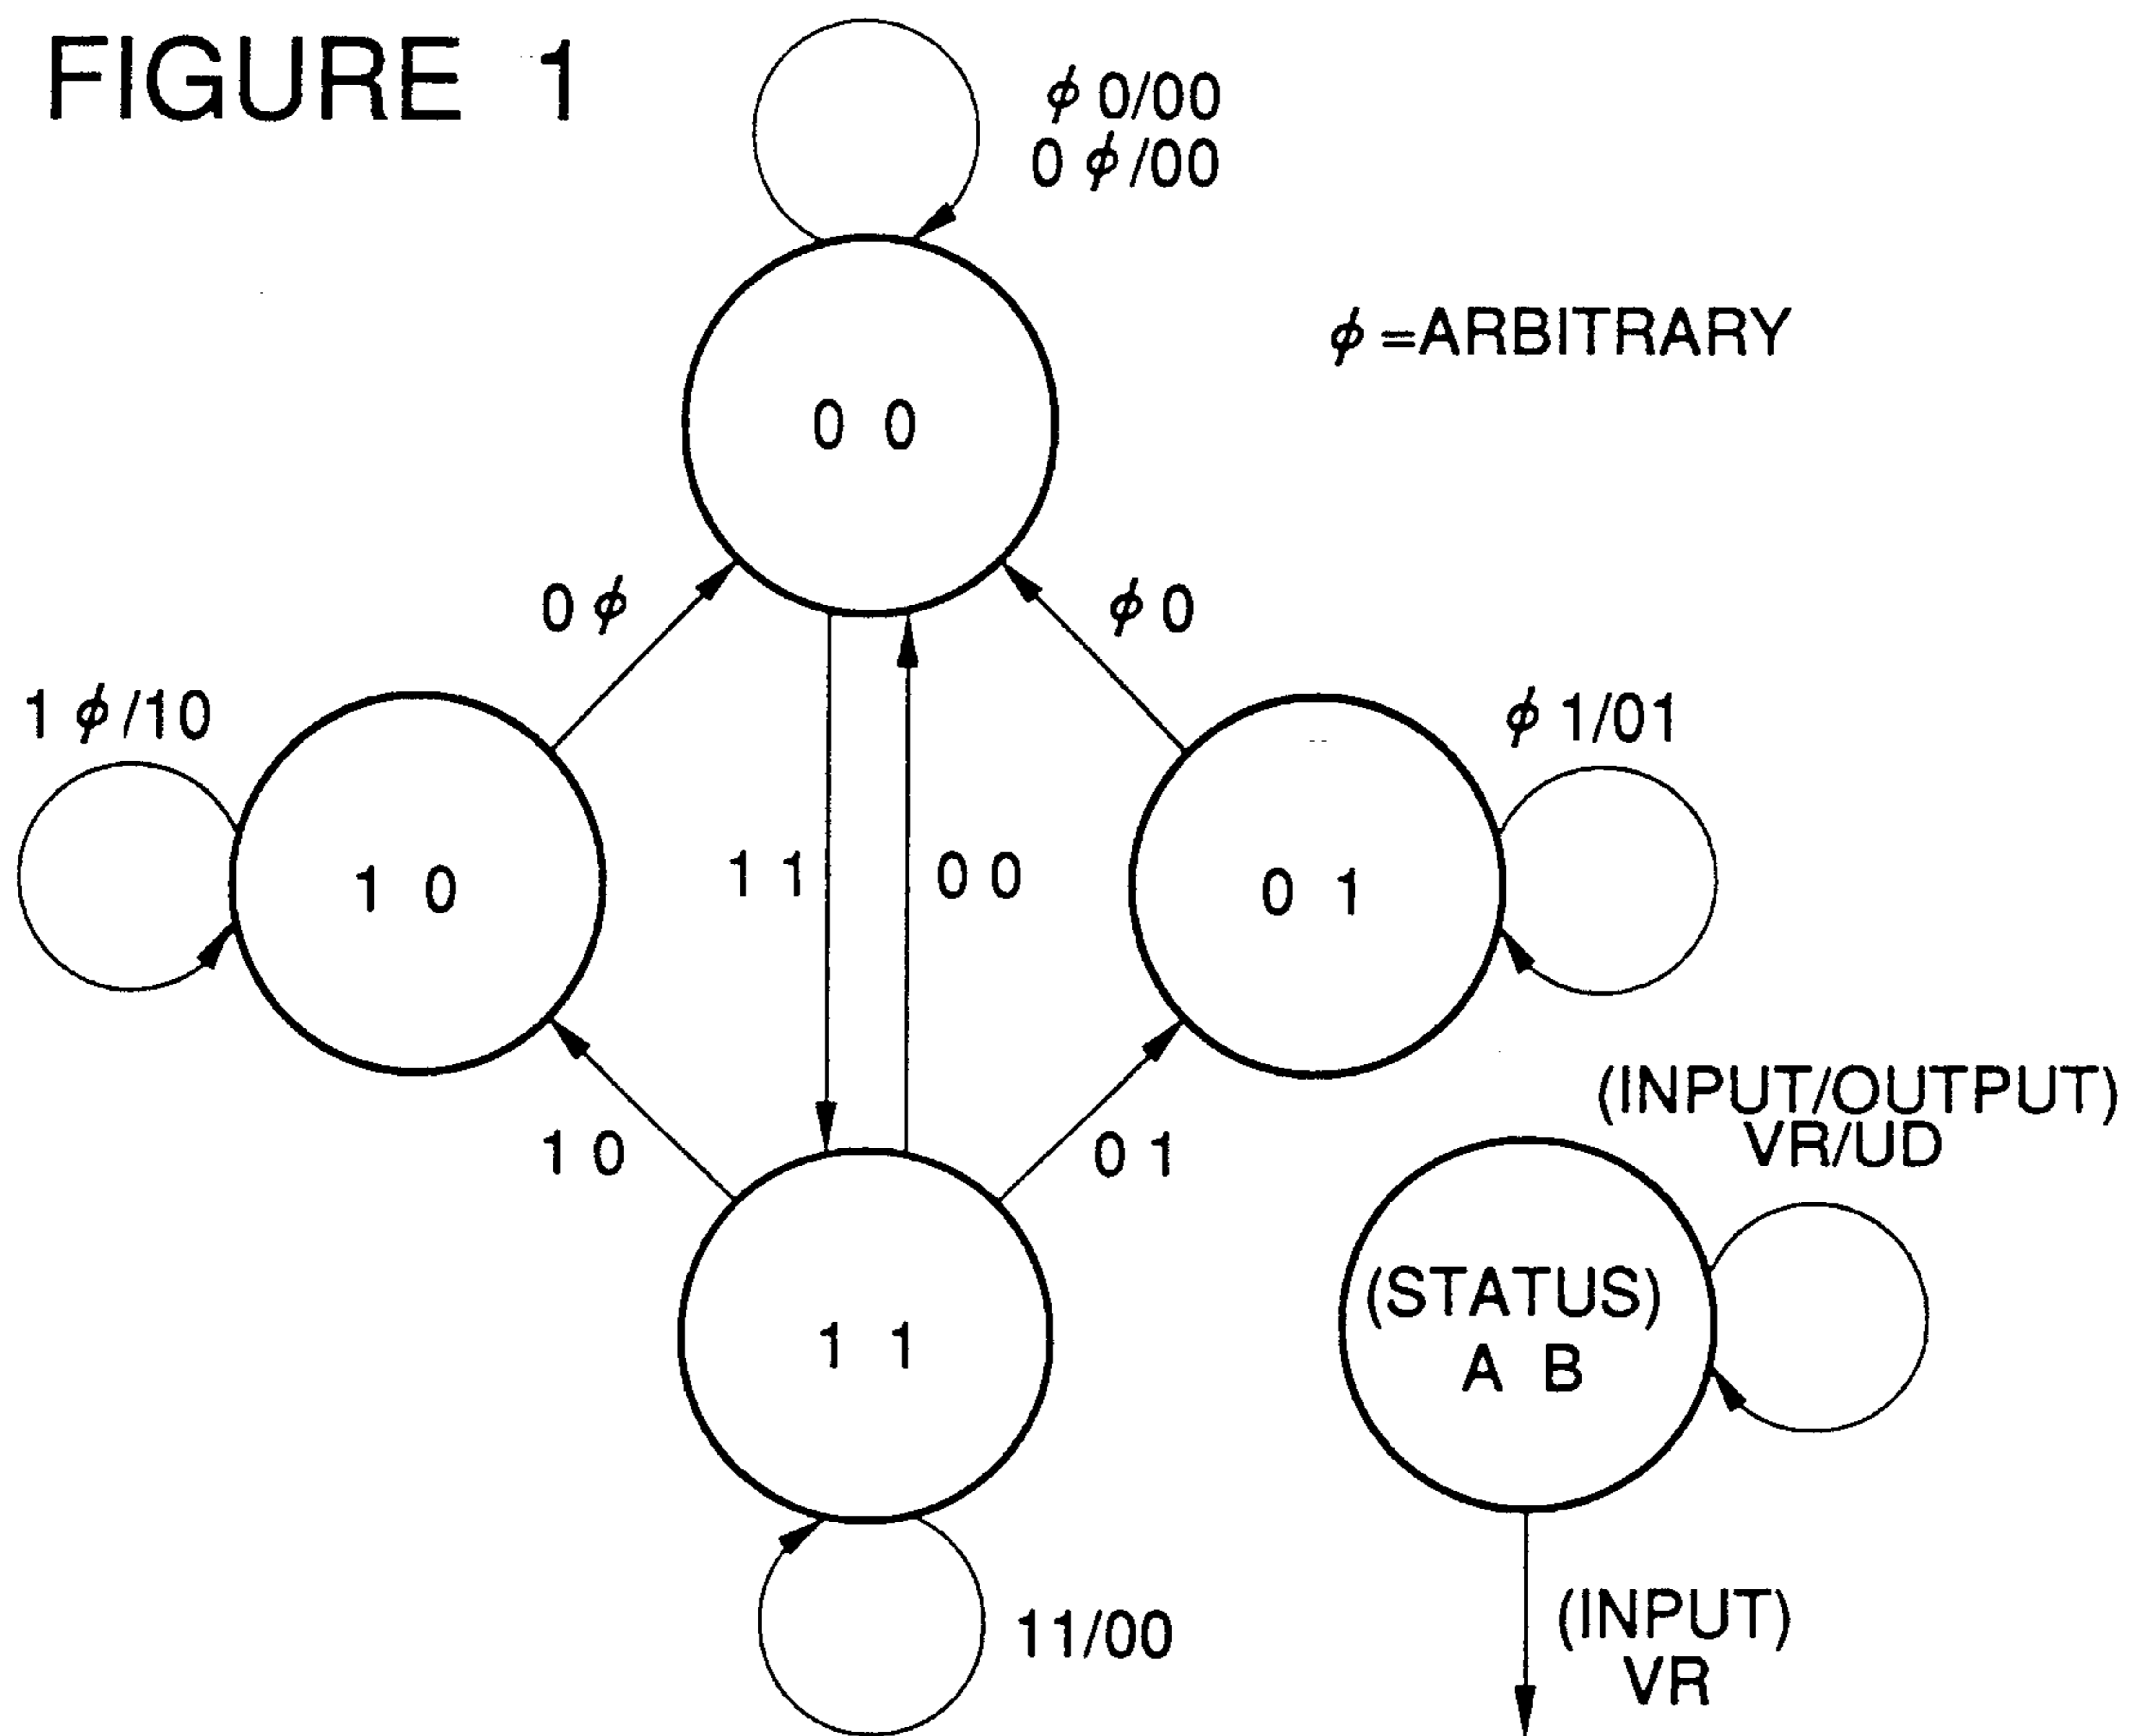 FIGURE 1
ϕ 0/00
0 ϕ/00
ϕ =ARBITRARY
0 0
0 ϕ
ϕ 0
1 ϕ/10
ϕ 1/01
1 0
1 1
0 0
0 1
1 0
0 1
(INPUT/OUTPUT)
VR/UD
1 1
(STATUS)
A B
11/00
(INPUT)
VR